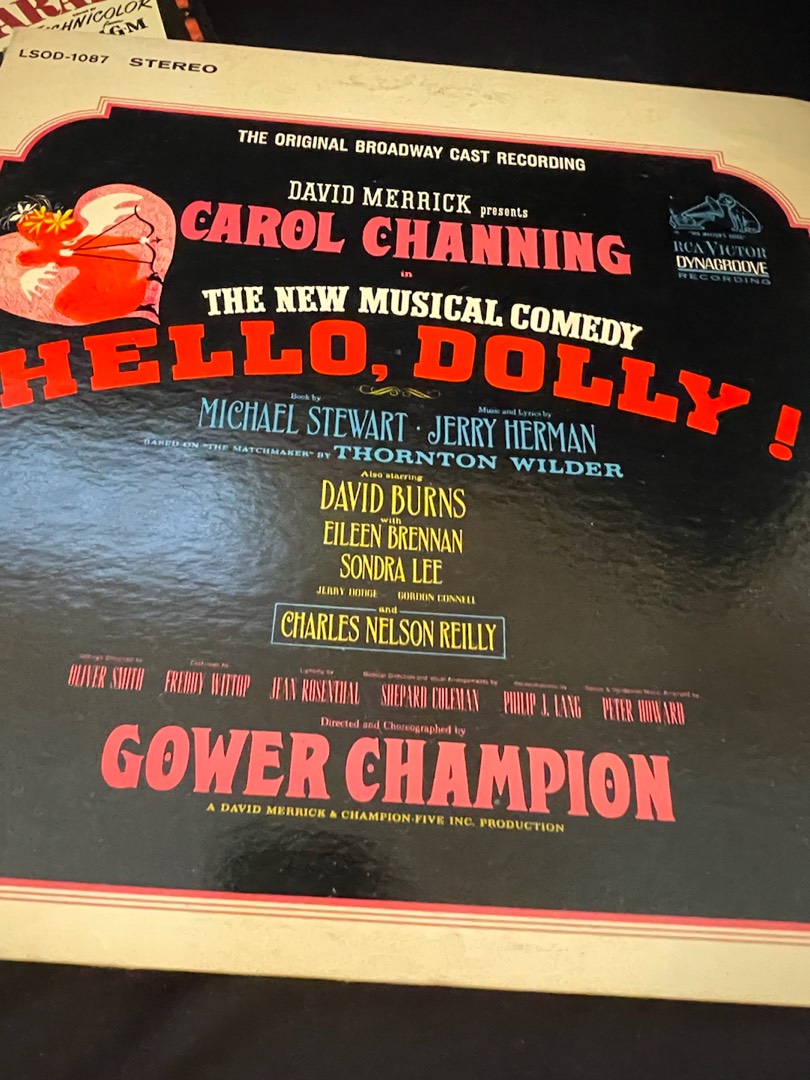 TECHNICOLOR
LSOD-1087 STEREO
THE ORIGINAL BROADWAY CAST RECORDING
DAVID MERRICK presents
CAROL CHANNING
in
THE NEW MUSICAL COMEDY
HELLO, DOLLY!
"HIS MASTER'S VOICE"
RCA VICTOR
DYNAGROOVE
RECORDING
Book by Music and Lyrics by
MICHAEL STEWART · JERRY HERMAN
BASED ON "THE MATCHMAKER" BY THORNTON WILDER
Also starring
DAVID BURNS
with
EILEEN BRENNAN
SONDRA LEE
JERRY DODGE GORDON CONNELL
and
CHARLES NELSON REILLY
OLIVER SMITH FREDDY WITTOP JEAN ROSENTHAL SHEPARD COLEMAN PHILIP J. LANG PETER HOWARD
Directed and Choreographed by
GOWER CHAMPION
A DAVID MERRICK & CHAMPION-FIVE INC. PRODUCTION